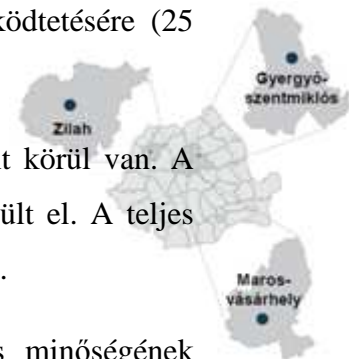 ködtetésére (25
Gyergyó-
szentmiklós
Zilah
t körül van. A
ült el. A teljes
.
Maros-
vásárhely
s minőségének